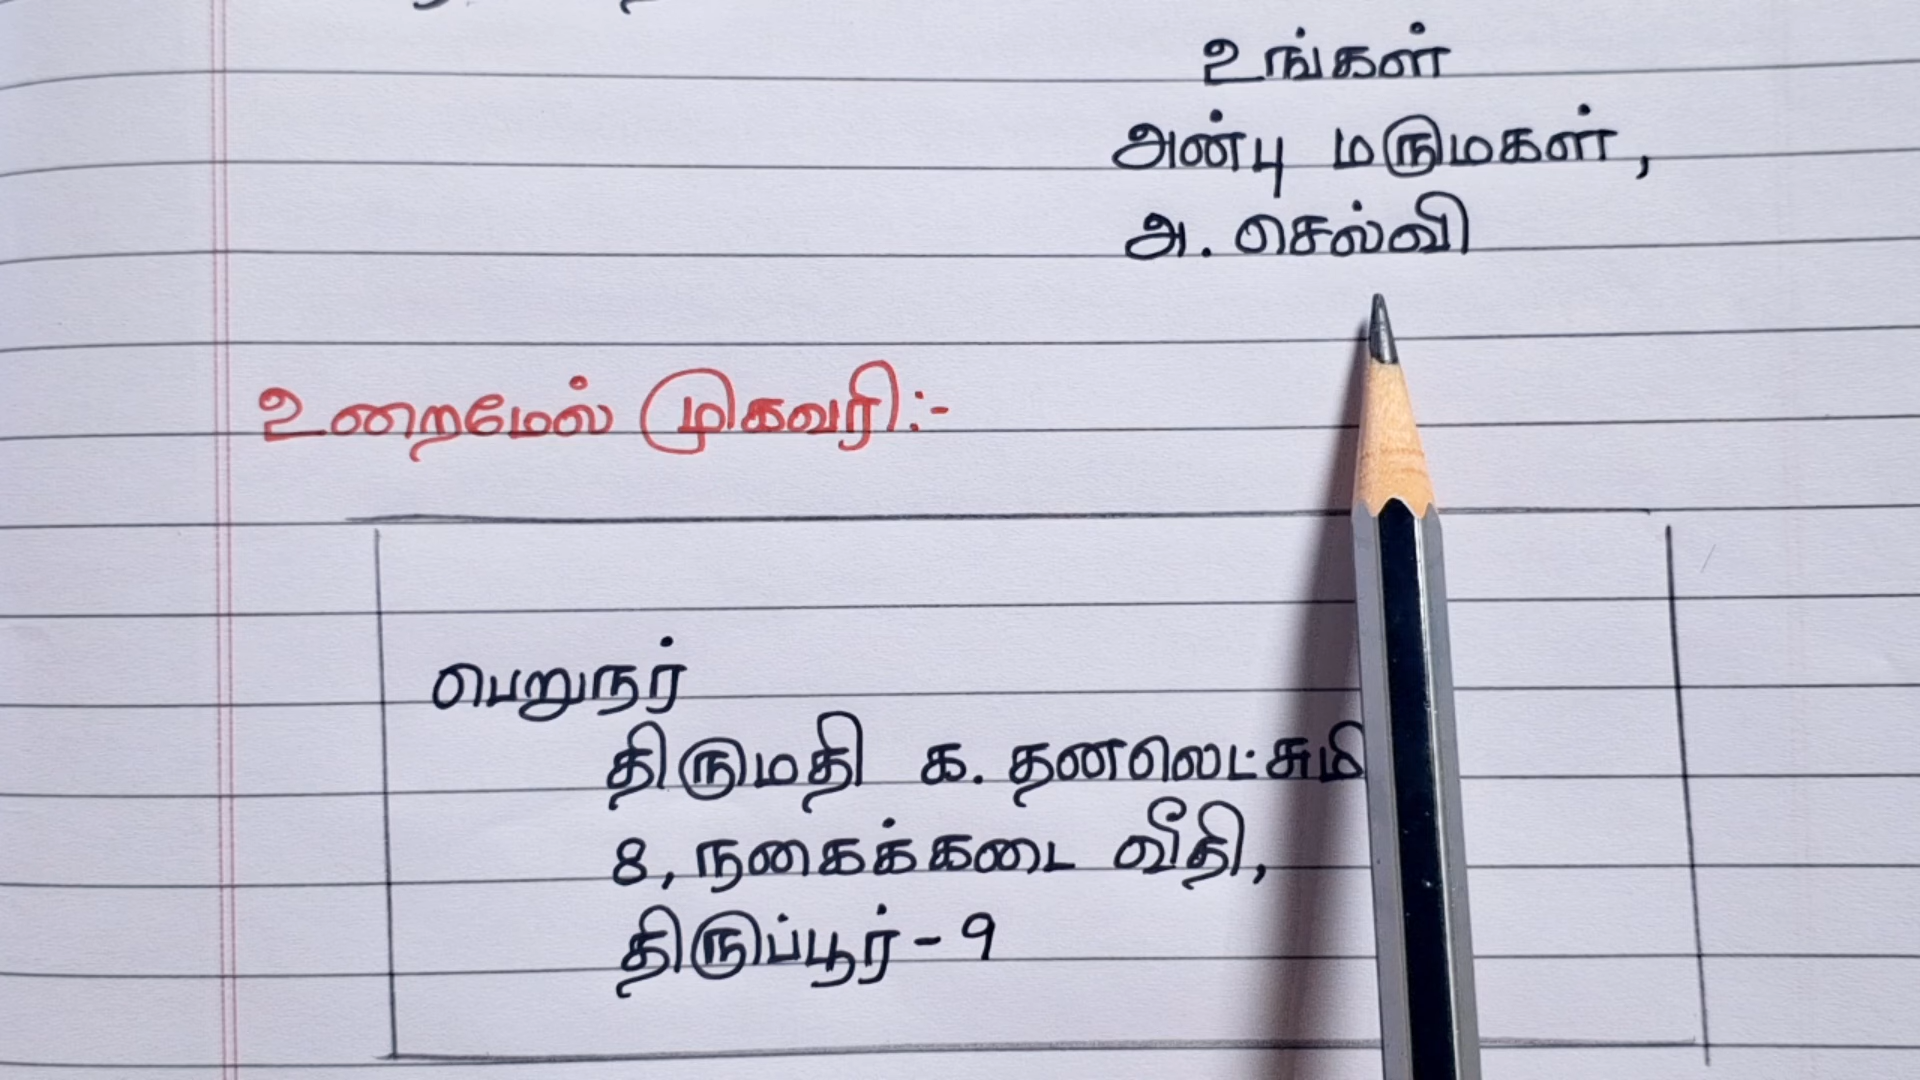 உங்கள்
அன்பு மருமகள்,
அ. செல்வி
உறைமேல் முகவரி:-
பெறுநர்
திருமதி க. தனலெட்சுமி
8, நகைக்கடை வீதி,
திருப்பூர் - 9